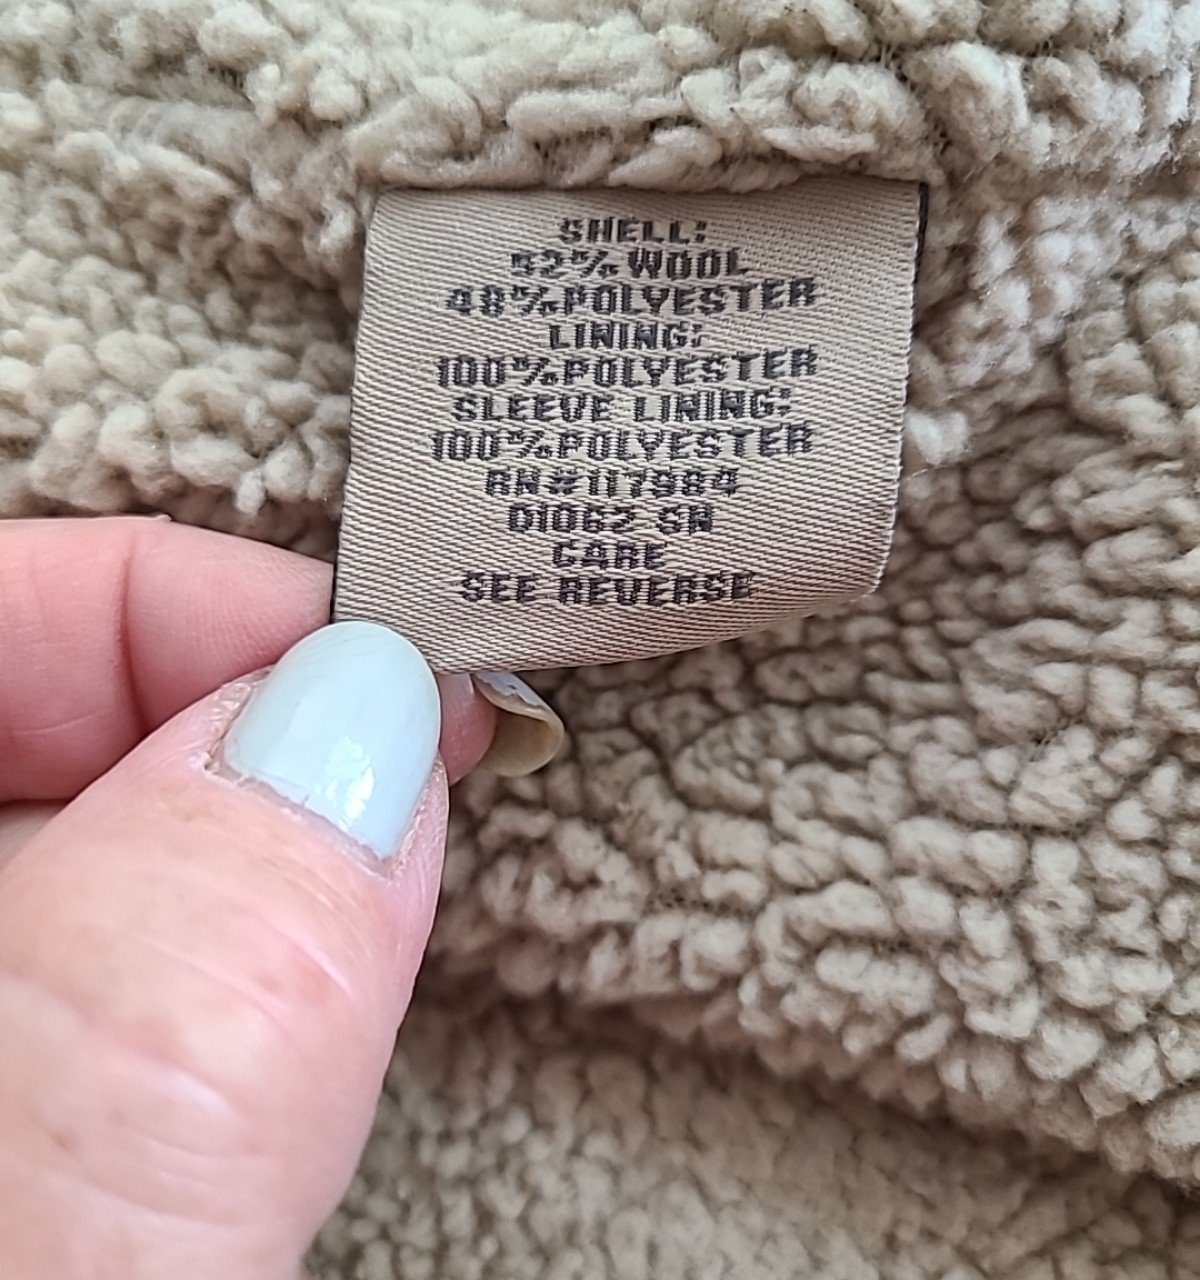 SHELL:
52% WOOL
48% POLYESTER
LINING:
100% POLYESTER
SLEEVE LINING:
100% POLYESTER
RN#117984
01062 SN
CARE
SEE REVERSE